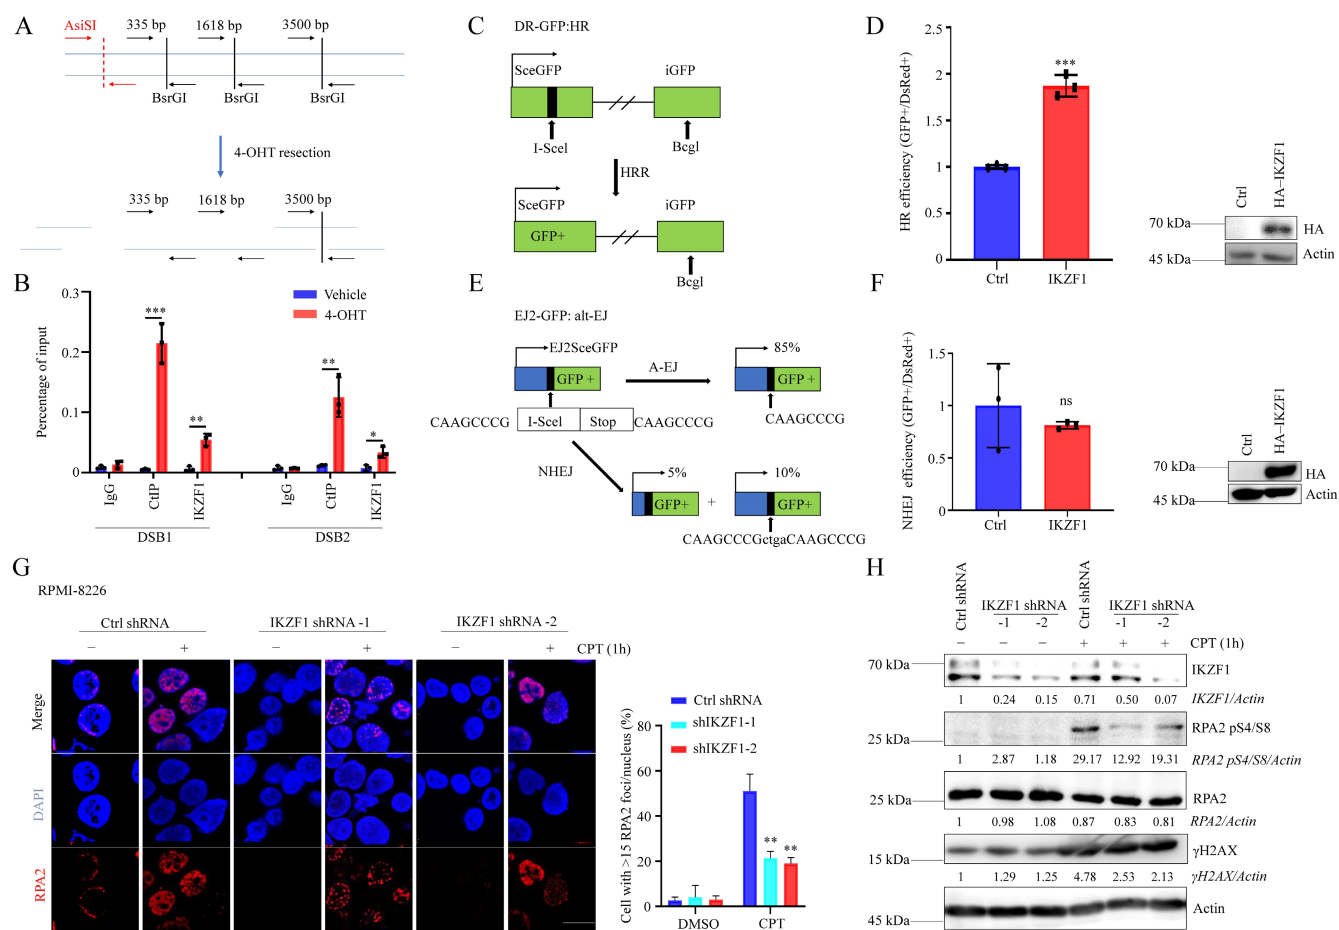 A
AsiSI
335 bp
1618 bp
3500 bp
BsrGI
BsrGI
BsrGI
4-OHT resection
335 bp
1618 bp
3500 bp
B
Percentage of input
0.3
0.2
0.1
0
Vehicle
4-OHT
***
**
**
*
IgG
CtIP
IKZF1
IgG
CtIP
IKZF1
DSB1
DSB2
C
DR-GFP:HR
SceGFP
iGFP
I-SceI
BcgI
HRR
SceGFP
iGFP
GFP+
BcgI
D
HR efficiency (GFP+/DsRed+)
2.5
2
1.5
1
0.5
0
***
Ctrl
IKZF1
Ctrl
HA–IKZF1
70 kDa
HA
45 kDa
Actin
E
EJ2-GFP: alt-EJ
EJ2SceGFP
85%
A-EJ
GFP +
GFP+
CAAGCCCG
I-SceI
Stop
CAAGCCCG
CAAGCCCG
NHEJ
5%
10%
GFP+
+
GFP+
CAAGCCCGctgaCAAGCCCG
F
NHEJ efficiency (GFP+/DsRed+)
1.5
1
0.5
0
ns
Ctrl
IKZF1
Ctrl
HA–IKZF1
70 kDa
HA
45 kDa
Actin
G
RPMI-8226
Ctrl shRNA
IKZF1 shRNA -1
IKZF1 shRNA -2
– + – + – + CPT (1h)
Merge
DAPI
RPA2
Cell with >15 RPA2 foci/nucleus (%)
Ctrl shRNA
shIKZF1-1
shIKZF1-2
80
60
40
20
0
**
**
DMSO
CPT
H
Ctrl shRNA
IKZF1 shRNA
-1 -2
Ctrl shRNA
IKZF1 shRNA
-1 -2
– – – + + + CPT (1h)
70 kDa
IKZF1
1 0.24 0.15 0.71 0.50 0.07 IKZF1/Actin
RPA2 pS4/S8
25 kDa
1 2.87 1.18 29.17 12.92 19.31 RPA2 pS4/S8/Actin
25 kDa
RPA2
1 0.98 1.08 0.87 0.83 0.81 RPA2/Actin
γH2AX
15 kDa
1 1.29 1.25 4.78 2.53 2.13 γH2AX/Actin
Actin
45 kDa